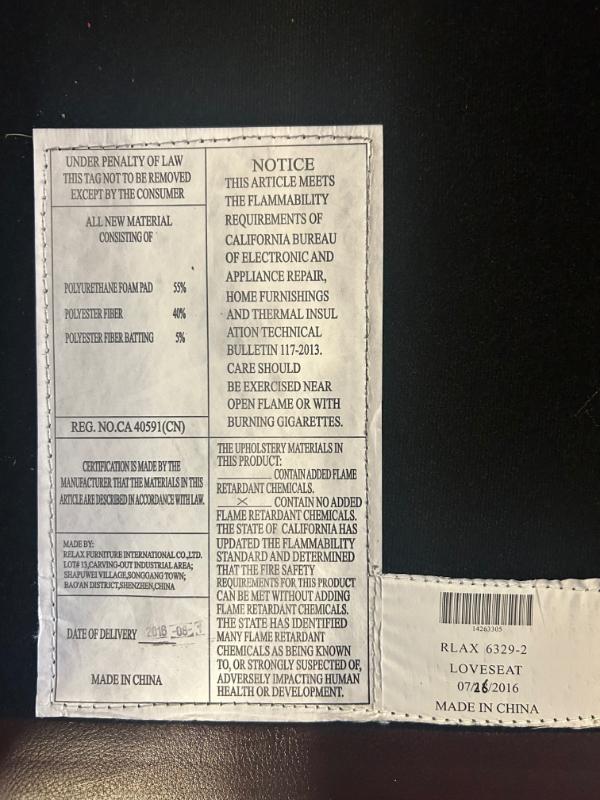 UNDER PENALTY OF LAW
THIS TAG NOT TO BE REMOVED
EXCEPT BY THE CONSUMER
ALL NEW MATERIAL
CONSISTING OF
POLYURETHANE FOAM PAD 55%
POLYESTER FIBER 40%
POLYESTER FIBER BATTING 5%
REG. NO.CA 40591(CN)
CERTIFICATION IS MADE BY THE
MANUFACTURER THAT THE MATERIALS IN THIS
ARTICLE ARE DESCRIBED IN ACCORDANCE WITH LAW.
MADE BY:
RELAX FURNITURE INTERNATIONAL CO.,LTD.
LOT# 13,CARVING-OUT INDUSTRIAL AREA;
SHAPUWEI VILLAGE,SONGGANG TOWN;
BAO'AN DISTRICT,SHENZHEN,CHINA
DATE OF DELIVERY 2016 -08-
MADE IN CHINA
NOTICE
THIS ARTICLE MEETS
THE FLAMMABILITY
REQUIREMENTS OF
CALIFORNIA BUREAU
OF ELECTRONIC AND
APPLIANCE REPAIR,
HOME FURNISHINGS
AND THERMAL INSUL
ATION TECHNICAL
BULLETIN 117-2013.
CARE SHOULD
BE EXERCISED NEAR
OPEN FLAME OR WITH
BURNING GIGARETTES.
THE UPHOLSTERY MATERIALS IN
THIS PRODUCT:
________ CONTAIN ADDED FLAME
RETARDANT CHEMICALS.
___X___ CONTAIN NO ADDED
FLAME RETARDANT CHEMICALS.
THE STATE OF CALIFORNIA HAS
UPDATED THE FLAMMABILITY
STANDARD AND DETERMINED
THAT THE FIRE SAFETY
REQUIREMENTS FOR THIS PRODUCT
CAN BE MET WITHOUT ADDING
FLAME RETARDANT CHEMICALS.
THE STATE HAS IDENTIFIED
MANY FLAME RETARDANT
CHEMICALS AS BEING KNOWN
TO, OR STRONGLY SUSPECTED OF,
ADVERSELY IMPACTING HUMAN
HEALTH OR DEVELOPMENT.
14263305
RLAX 6329-2
LOVESEAT
07/26/2016
MADE IN CHINA